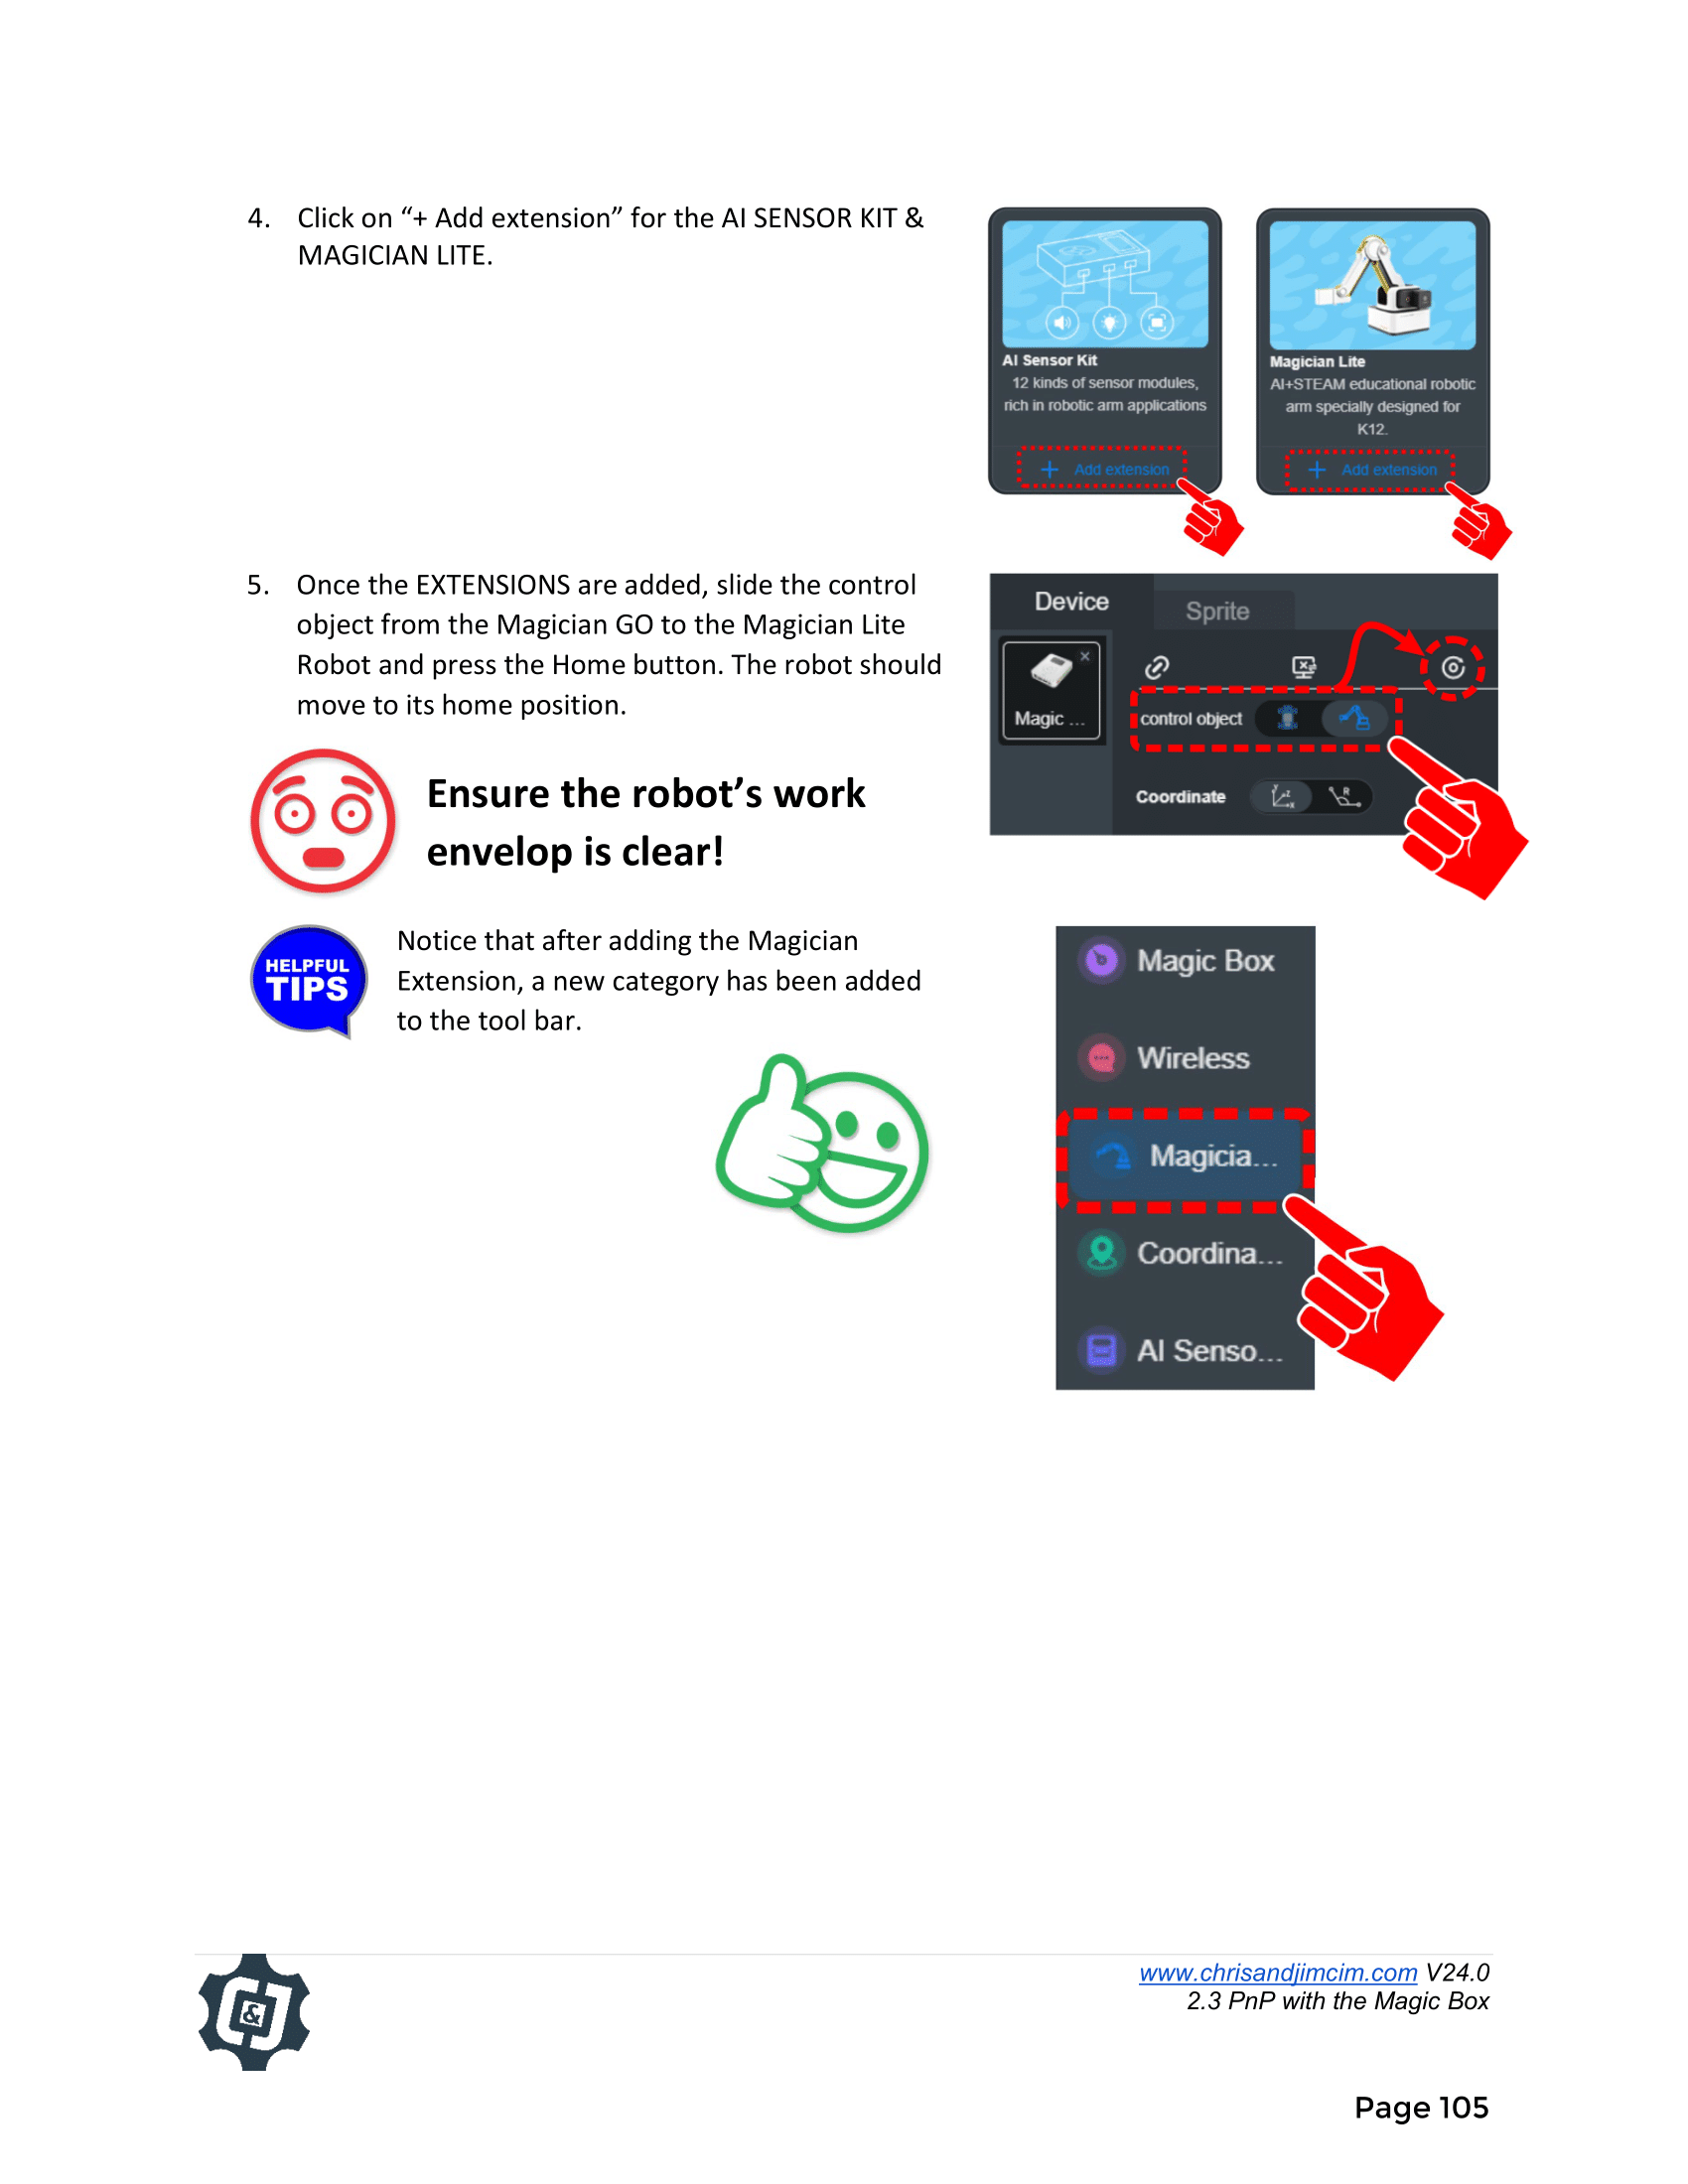 4. Click on “+ Add extension” for the AI SENSOR KIT &
MAGICIAN LITE.
AI Sensor Kit
12 kinds of sensor modules,
rich in robotic arm applications
+ Add extension
Magician Lite
AI+STEAM educational robotic
arm specially designed for
K12.
+ Add extension
5. Once the EXTENSIONS are added, slide the control
object from the Magician GO to the Magician Lite
Robot and press the Home button. The robot should
move to its home position.
Device
Sprite
Magic ...
control object
Coordinate
Y Z X
R
Ensure the robot’s work
envelop is clear!
HELPFUL
TIPS
Notice that after adding the Magician
Extension, a new category has been added
to the tool bar.
Magic Box
Wireless
Magicia...
Coordina...
AI Senso...
&
www.chrisandjimcim.com V24.0
2.3 PnP with the Magic Box
Page 105